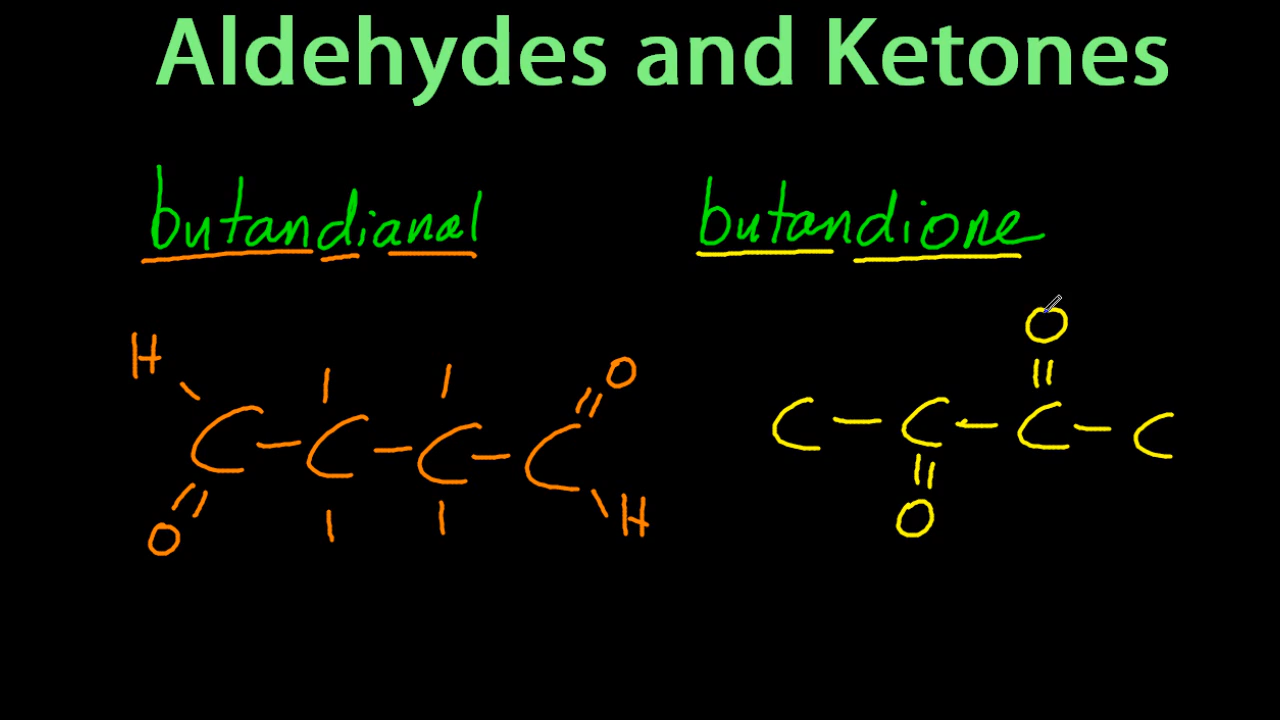 Aldehydes and Ketones
butandianal butandione
H O O
C - C - C - C C - C - C - C
O H O